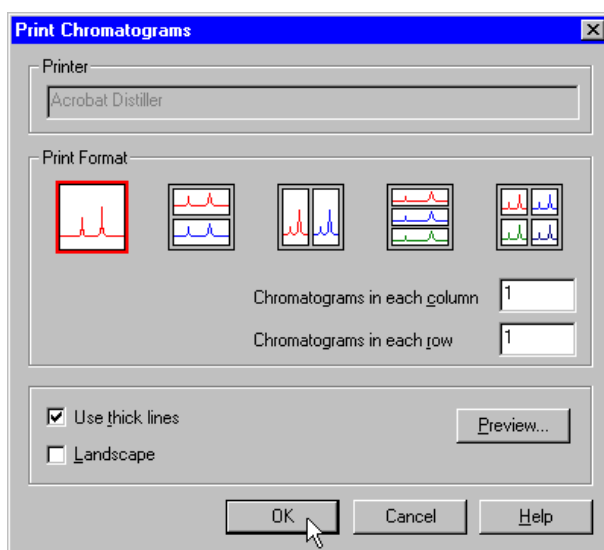 Print Chromatograms
Printer
Acrobat Distiller
Print Format
Chromatograms in each column 1
Chromatograms in each row 1
Use thick lines
Preview...
Landscape
OK Cancel Help